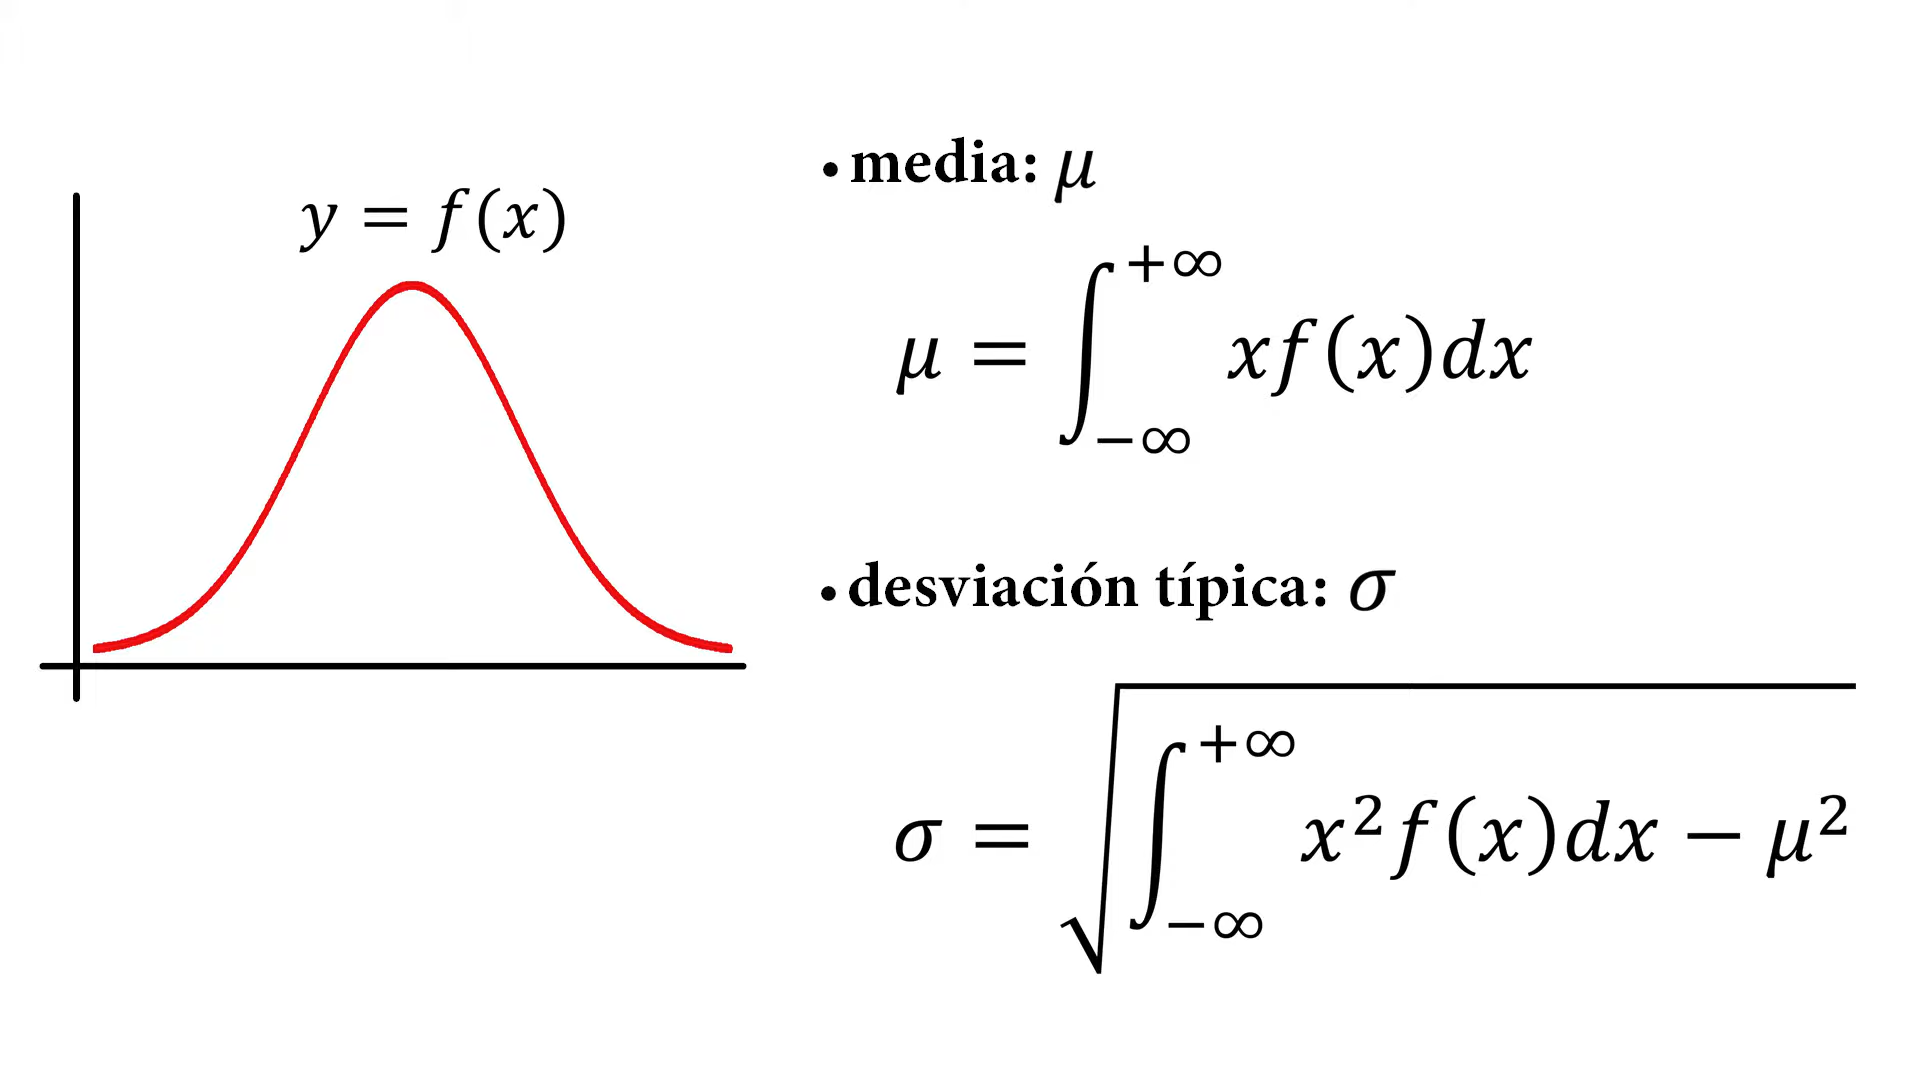 y = f(x)
• media: μ
μ = ∫_{-∞}^{+∞} xf(x)dx
• desviación típica: σ
σ = √(∫_{-∞}^{+∞} x²f(x)dx − μ²)